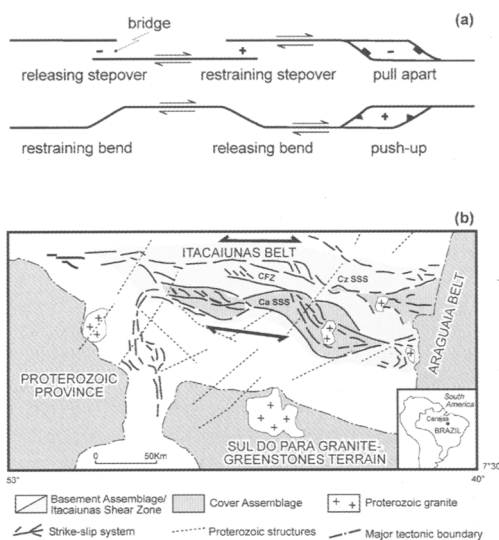 (a)
bridge
- +
-
releasing stepover restraining stepover pull apart
+
restraining bend releasing bend push-up
(b)
ITACAIUNAS BELT
CFZ
Cz SSS
Ca SSS
ARAGUAIA BELT
PROTEROZOIC
PROVINCE
South
America
Carajas
BRAZIL
SUL DO PARA GRANITE-
GREENSTONES TERRAIN
0 50Km
53° 40° 7°30
Basement Assemblage/
Itacaiunas Shear Zone
Cover Assemblage
Proterozoic granite
Strike-slip system
Proterozoic structures
Major tectonic boundary